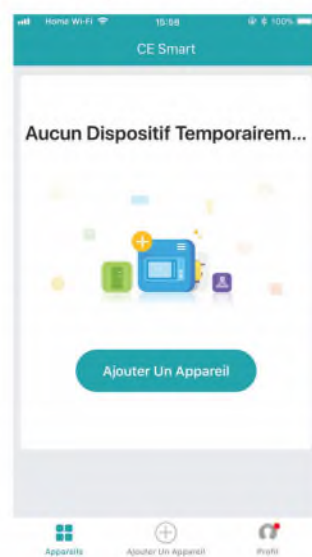 Home Wi-Fi 15:58 100%
CE Smart
Aucun Dispositif Temporairem...
Ajouter Un Appareil
Appareils Ajouter Un Appareil Profil